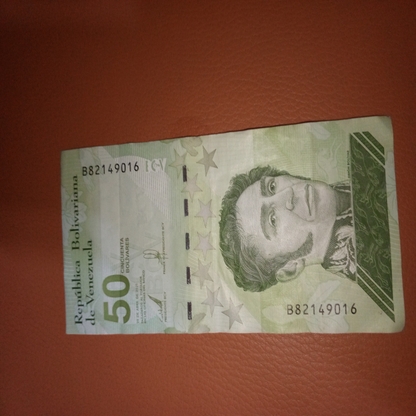 República Bolivariana
de Venezuela
B82149016
50
CINCUENTA
BOLÍVARES
B82149016